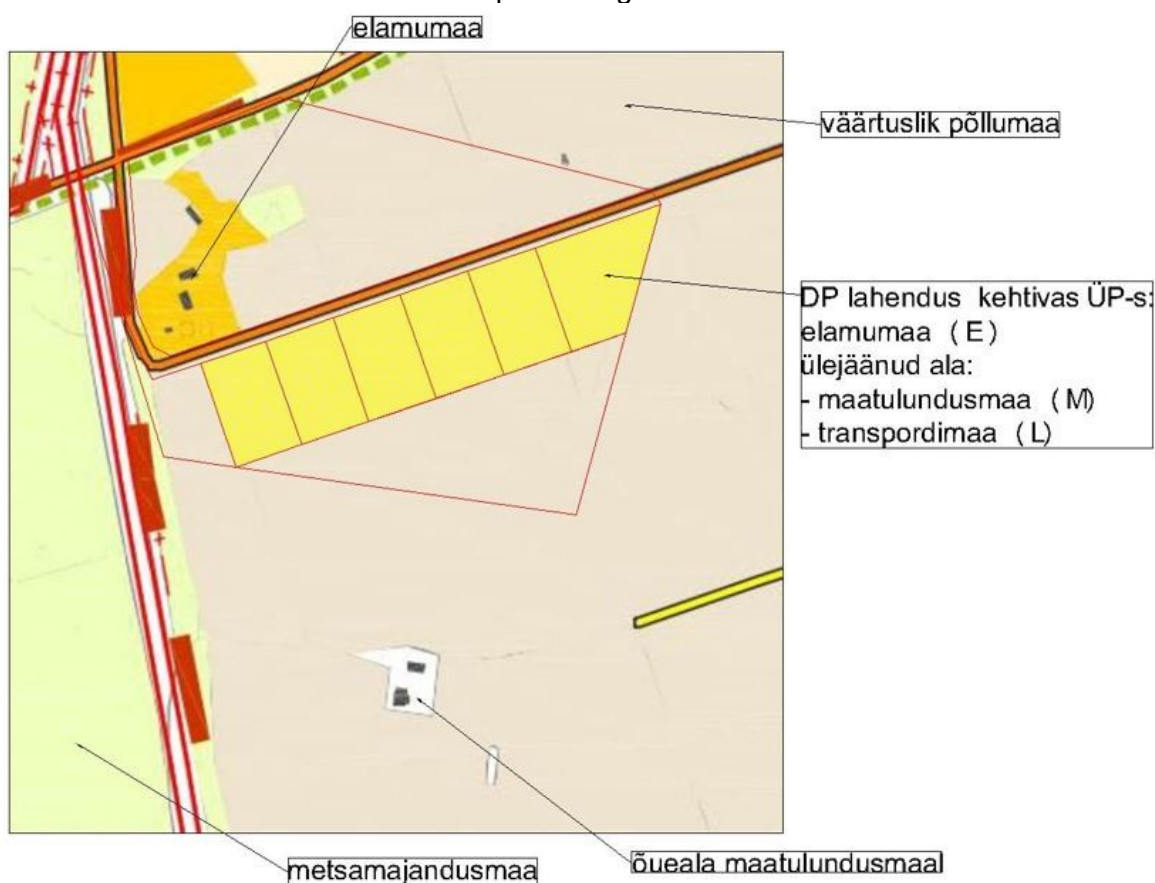 elamumaa
väärtuslik põllumaa
DP lahendus kehtivas ÜP-s:
elamumaa (E)
ülejäänud ala:
- maatulundusmaa (M)
- transpordimaa (L)
õueala maatulundusmaal
metsamajandusmaa